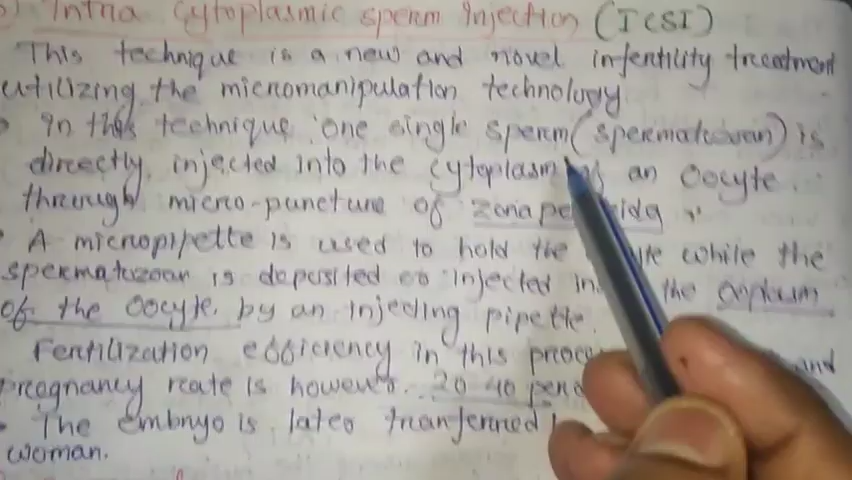 Intra Cytoplasmic sperm Injection (ICSI)
This technique is a new and novel infertility treatment
utilizing the micromanipulation technology
In this technique one single sperm (spermatozoan) is
directly injected into the cytoplasm of an Oocyte
through micro-puncture of zona
A micropipette is used to hold the while the
spermatozoan is deposited or injected the Ooplasm
of the Oocyte by an injecting pipette.
Fertilization efficiency in this and
pregnancy rate is however 20 40
The embryo is later tranferred
woman.